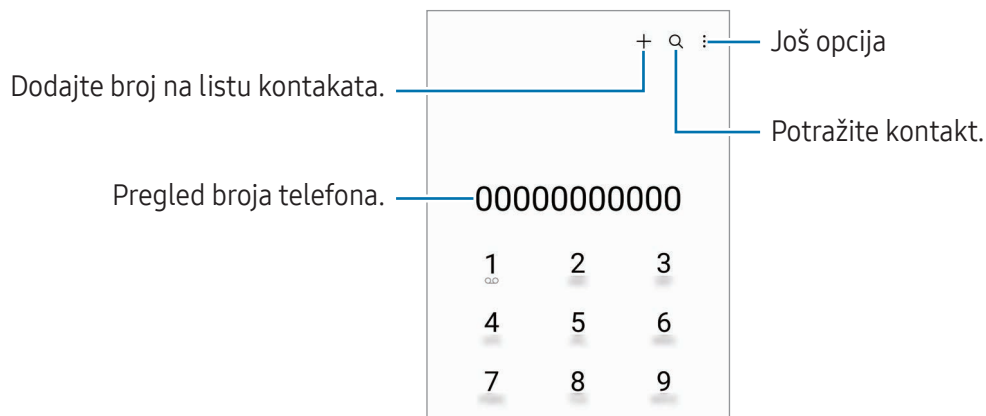 Još opcija
Dodajte broj na listu kontakata.
Potražite kontakt.
Pregled broja telefona.
00000000000
1 2 3
4 5 6
7 8 9